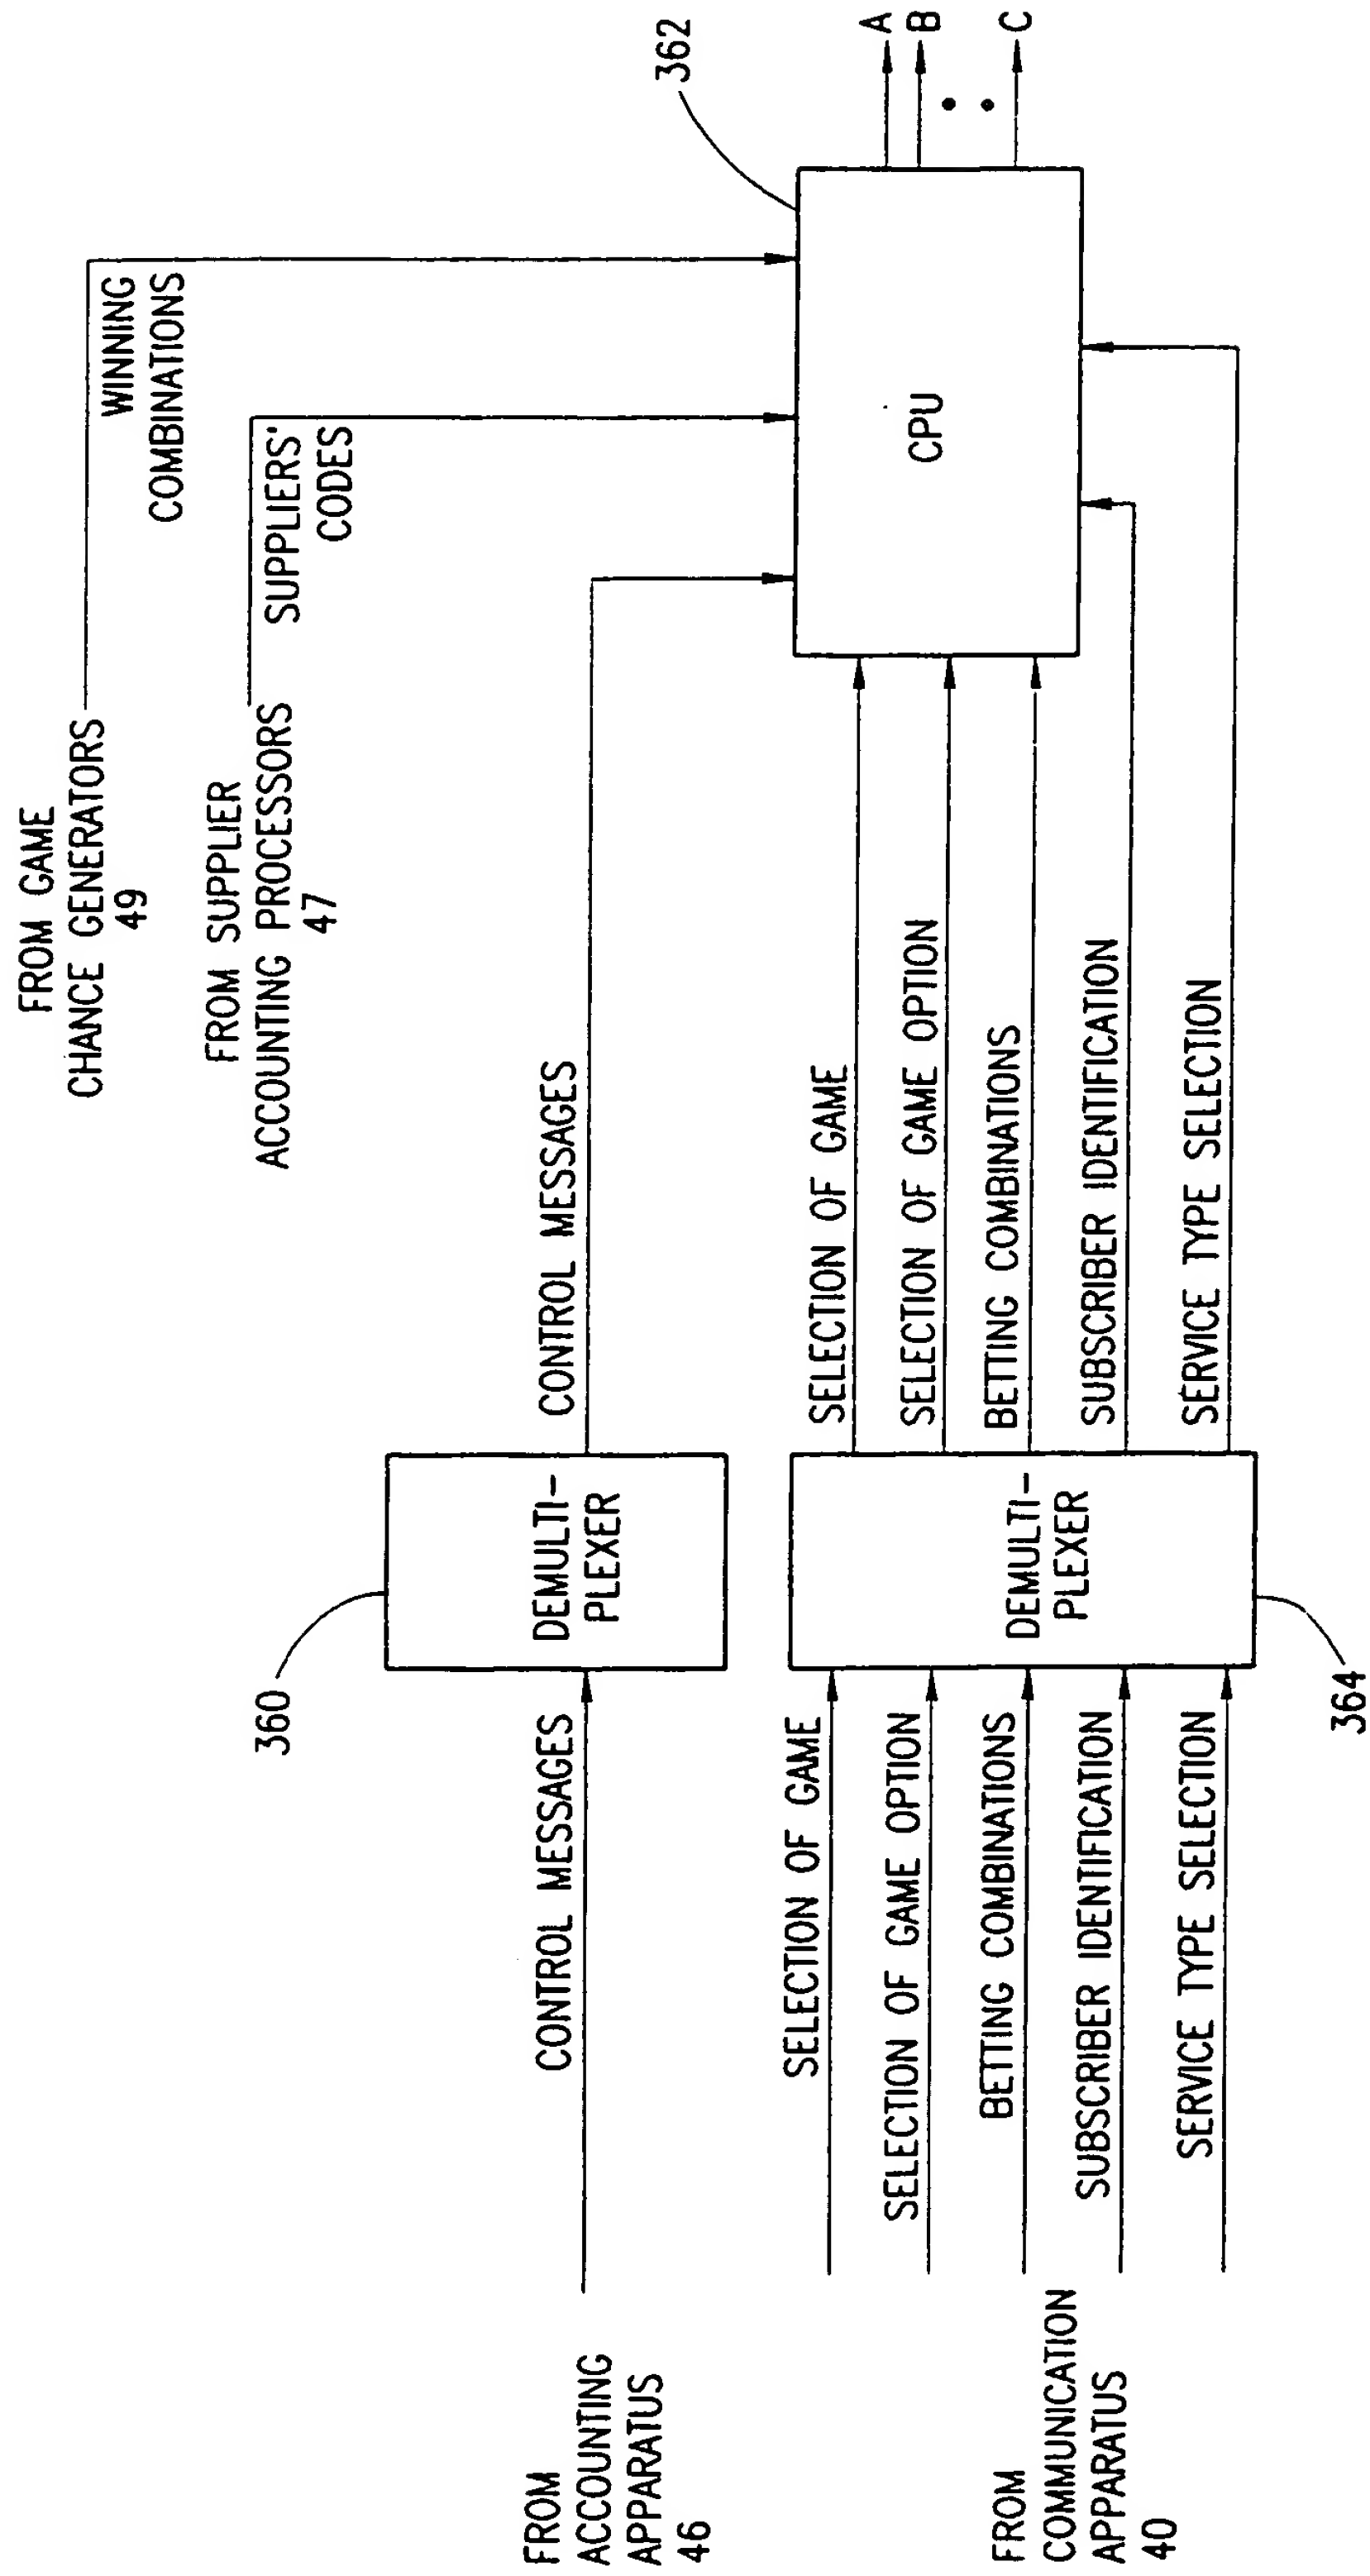 FROM GAME
CHANCE GENERATORS
49
WINNING
COMBINATIONS
FROM SUPPLIER
ACCOUNTING PROCESSORS
47
SUPPLIERS'
CODES
360
362
FROM
ACCOUNTING
APPARATUS
46
CONTROL MESSAGES
DEMULTI-
PLEXER
CONTROL MESSAGES
CPU
A
B
C
FROM
COMMUNICATION
APPARATUS
40
SELECTION OF GAME
SELECTION OF GAME OPTION
BETTING COMBINATIONS
SUBSCRIBER IDENTIFICATION
SERVICE TYPE SELECTION
DEMULTI-
PLEXER
364
SELECTION OF GAME
SELECTION OF GAME OPTION
BETTING COMBINATIONS
SUBSCRIBER IDENTIFICATION
SERVICE TYPE SELECTION